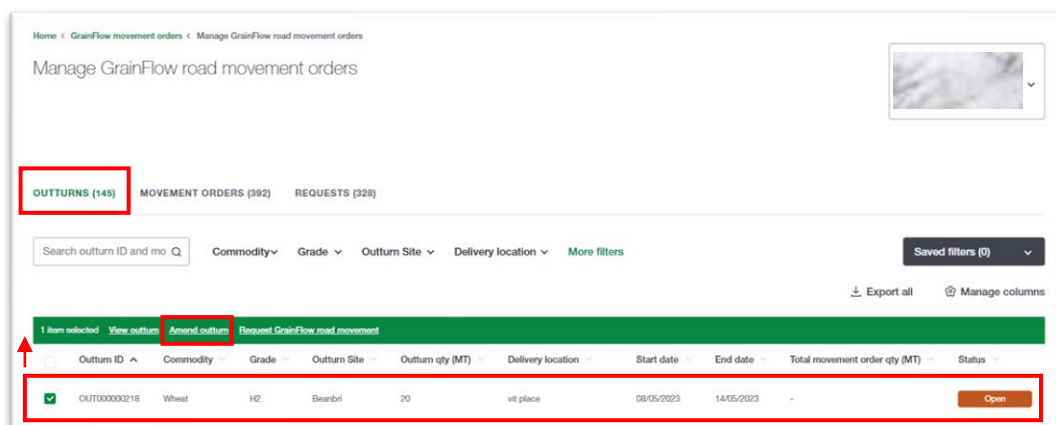 Home < GrainFlow movement orders < Manage GrainFlow road movement orders
Manage GrainFlow road movement orders
OUTTURNS (145) MOVEMENT ORDERS (392) REQUESTS (328)
Search outturn ID and mo Commodity Grade Outturn Site Delivery location More filters Saved filters (0)
Export all Manage columns
1 item selected View outturn Amend outturn Request GrainFlow road movement
Outturn ID Commodity Grade Outturn Site Outturn qty (MT) Delivery location Start date End date Total movement order qty (MT) Status
OUT000000218 Wheat H2 Beanbri 20 vit place 08/05/2023 14/05/2023 - Open